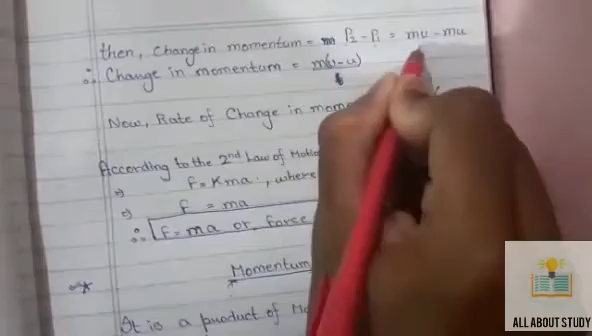 then, Change in momentum = P2 - P1 = mv - mu
∴ Change in momentum = m(v-u)
Now, Rate of Change in
According to the 2nd Law of Motion
⇒ f = Kma, where
⇒ f = ma
∴ f = ma or force
Momentum
It is a product of
ALL ABOUT STUDY